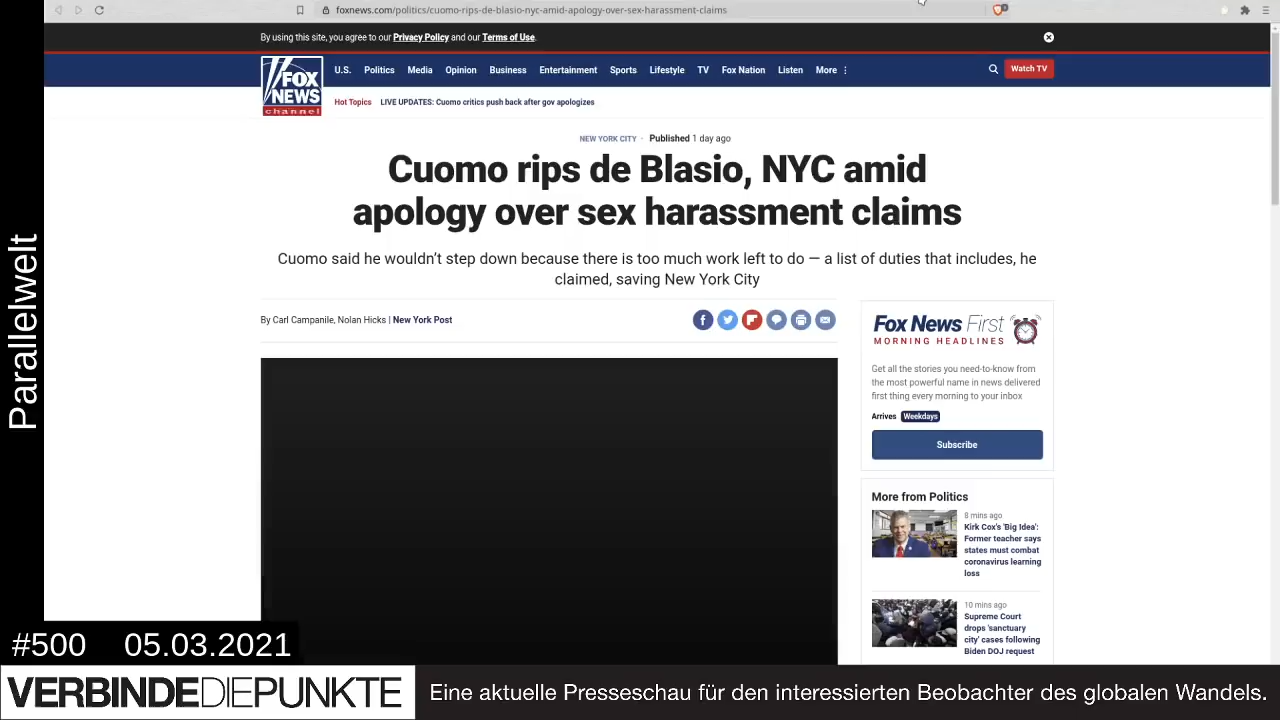 foxnews.com/politics/cuomo-rips-de-blasio-nyc-amid-apology-over-sex-harassment-claims
By using this site, you agree to our Privacy Policy and our Terms of Use.
FOX
NEWS
channel
U.S. Politics Media Opinion Business Entertainment Sports Lifestyle TV Fox Nation Listen More
Watch TV
Hot Topics LIVE UPDATES: Cuomo critics push back after gov apologizes
NEW YORK CITY · Published 1 day ago
Cuomo rips de Blasio, NYC amid
apology over sex harassment claims
Cuomo said he wouldn’t step down because there is too much work left to do — a list of duties that includes, he
claimed, saving New York City
By Carl Campanile, Nolan Hicks | New York Post
Fox News First
MORNING HEADLINES
Get all the stories you need-to-know from
the most powerful name in news delivered
first thing every morning to your inbox
Arrives Weekdays
Subscribe
More from Politics
8 mins ago
Kirk Cox's 'Big Idea':
Former teacher says
states must combat
coronavirus learning
loss
10 mins ago
Supreme Court
drops 'sanctuary
city' cases following
Biden DOJ request
Parallelwelt
#500 05.03.2021
VERBINDEDIEPUNKTE
Eine aktuelle Presseschau für den interessierten Beobachter des globalen Wandels.